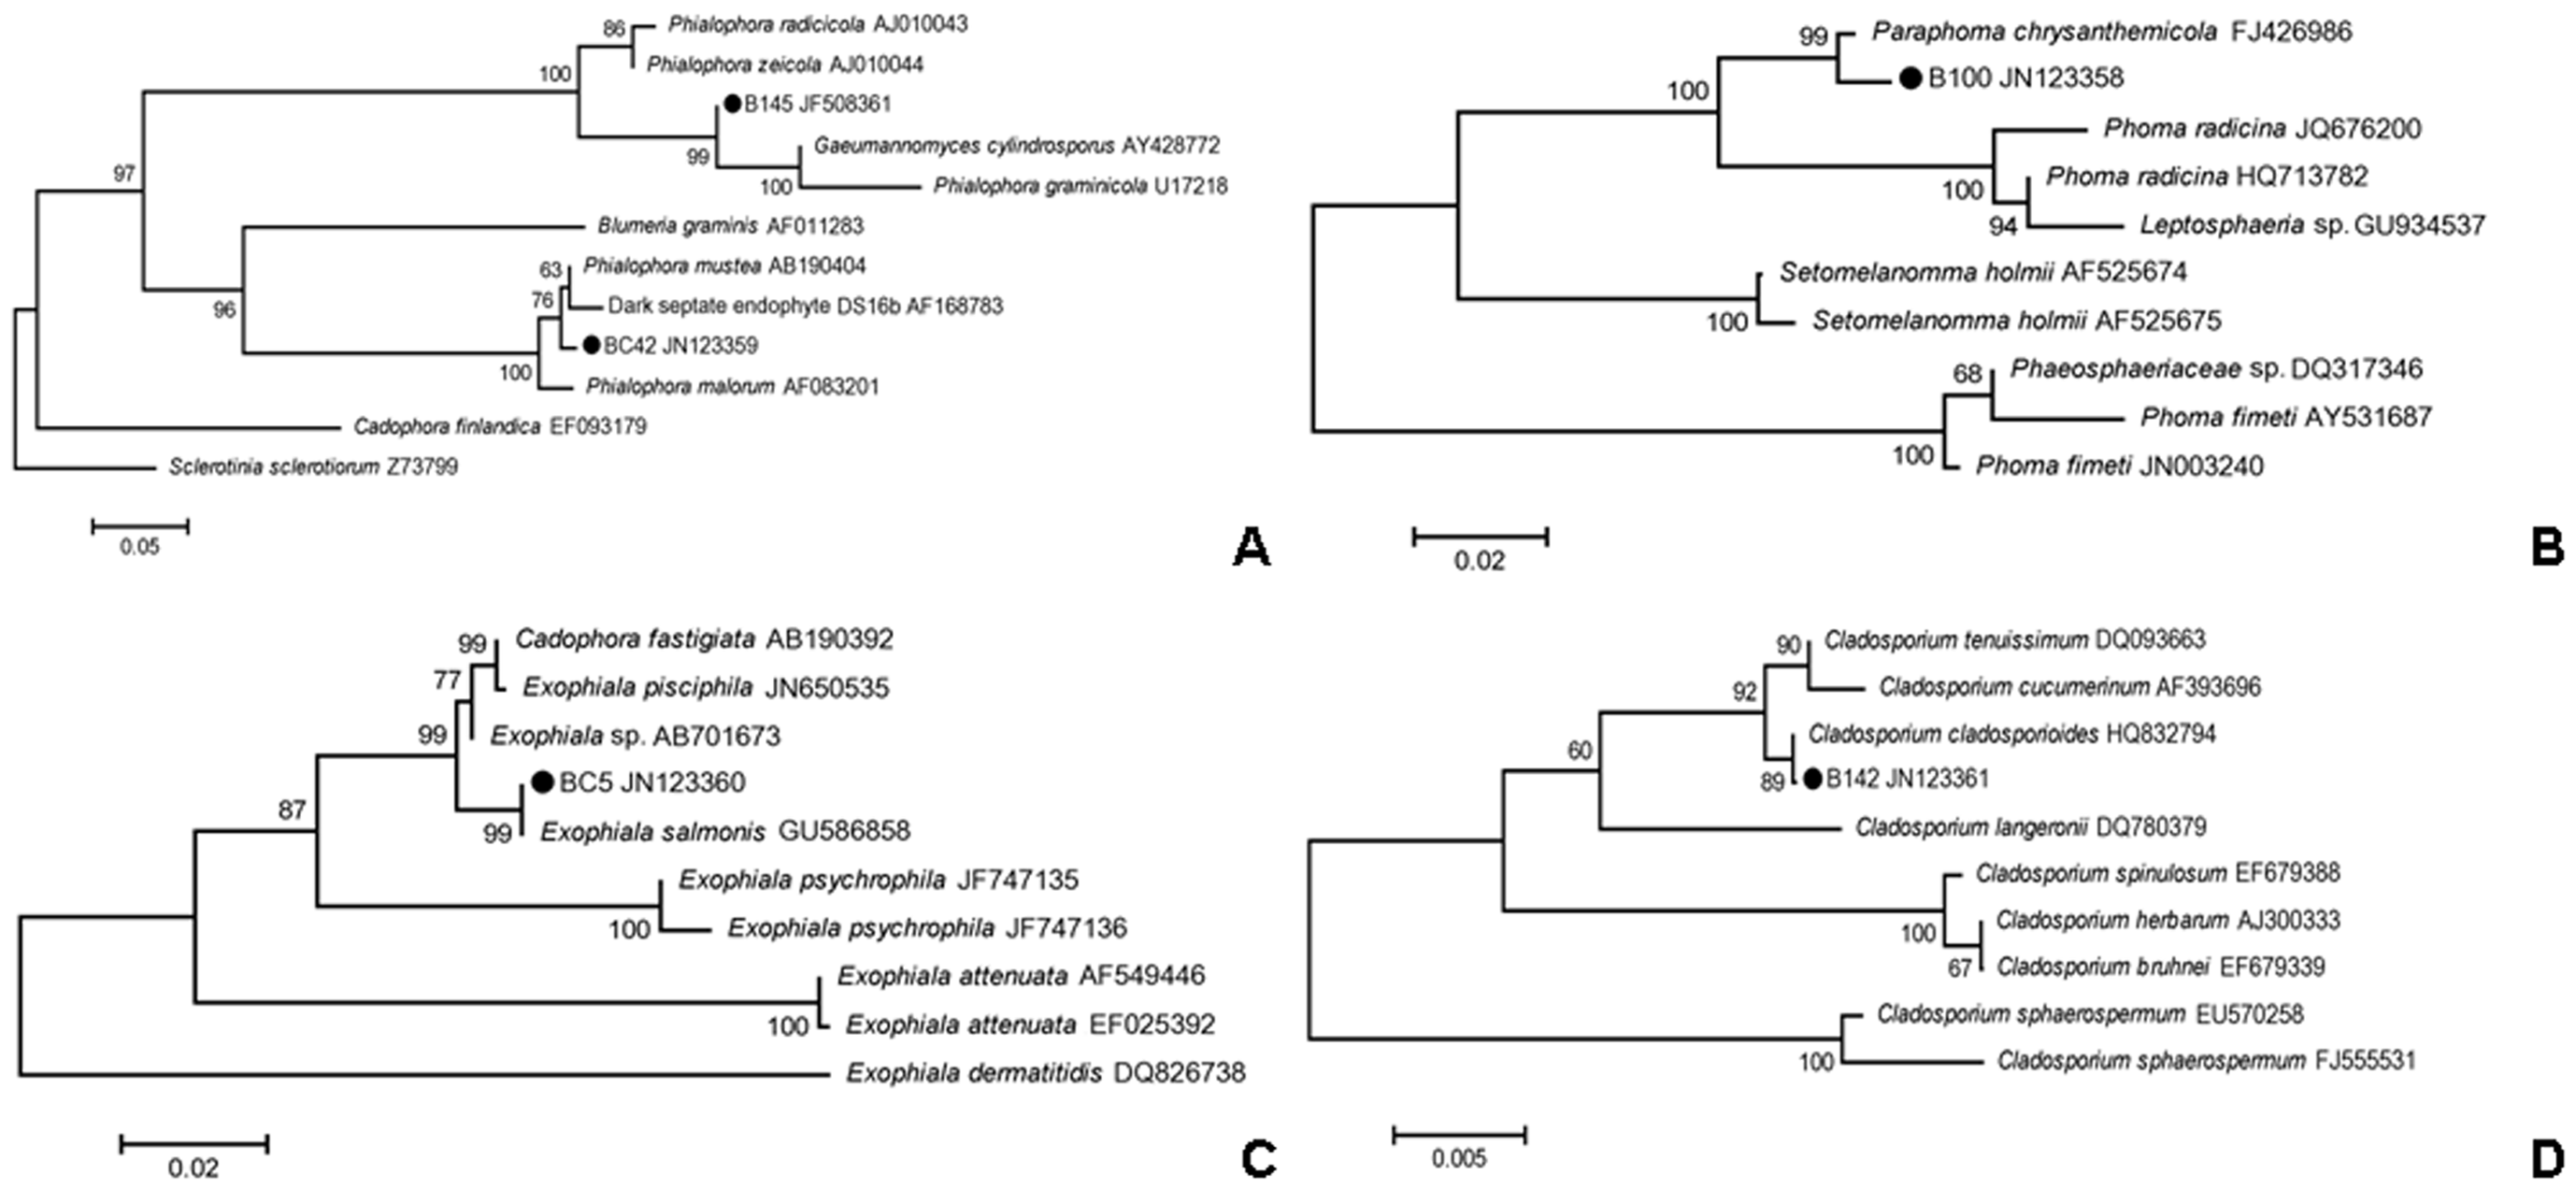 86
Phialophora radicicola AJ010043
Phialophora zeicola AJ010044
100
B145 JF508361
Gaeumannomyces cylindrosporus AY428772
99
Phialophora graminicola U17218
100
97
Blumeria graminis AF011283
63
Phialophora mustea AB190404
76
Dark septate endophyte DS16b AF168783
96
BC42 JN123359
100
Phialophora malorum AF083201
Cadophora finlandica EF093179
Sclerotinia sclerotiorum Z73799
0.05
A
99
Paraphoma chrysanthemicola FJ426986
B100 JN123358
100
Phoma radicina JQ676200
Phoma radicina HQ713782
100
94
Leptosphaeria sp. GU934537
Setomelanomma holmii AF525674
100
Setomelanomma holmii AF525675
68
Phaeosphaeriaceae sp. DQ317346
Phoma fimeti AY531687
100
Phoma fimeti JN003240
0.02
B
99
Cadophora fastigiata AB190392
77
Exophiala pisciphila JN650535
99
Exophiala sp. AB701673
BC5 JN123360
87
99
Exophiala salmonis GU586858
Exophiala psychrophila JF747135
100
Exophiala psychrophila JF747136
Exophiala attenuata AF549446
100
Exophiala attenuata EF025392
Exophiala dermatitidis DQ826738
0.02
C
90
Cladosporium tenuissimum DQ093663
92
Cladosporium cucumerinum AF393696
Cladosporium cladosporioides HQ832794
60
89
B142 JN123361
Cladosporium langeronii DQ780379
Cladosporium spinulosum EF679388
Cladosporium herbarum AJ300333
100
67
Cladosporium bruhnei EF679339
Cladosporium sphaerospermum EU570258
100
Cladosporium sphaerospermum FJ555531
0.005
D